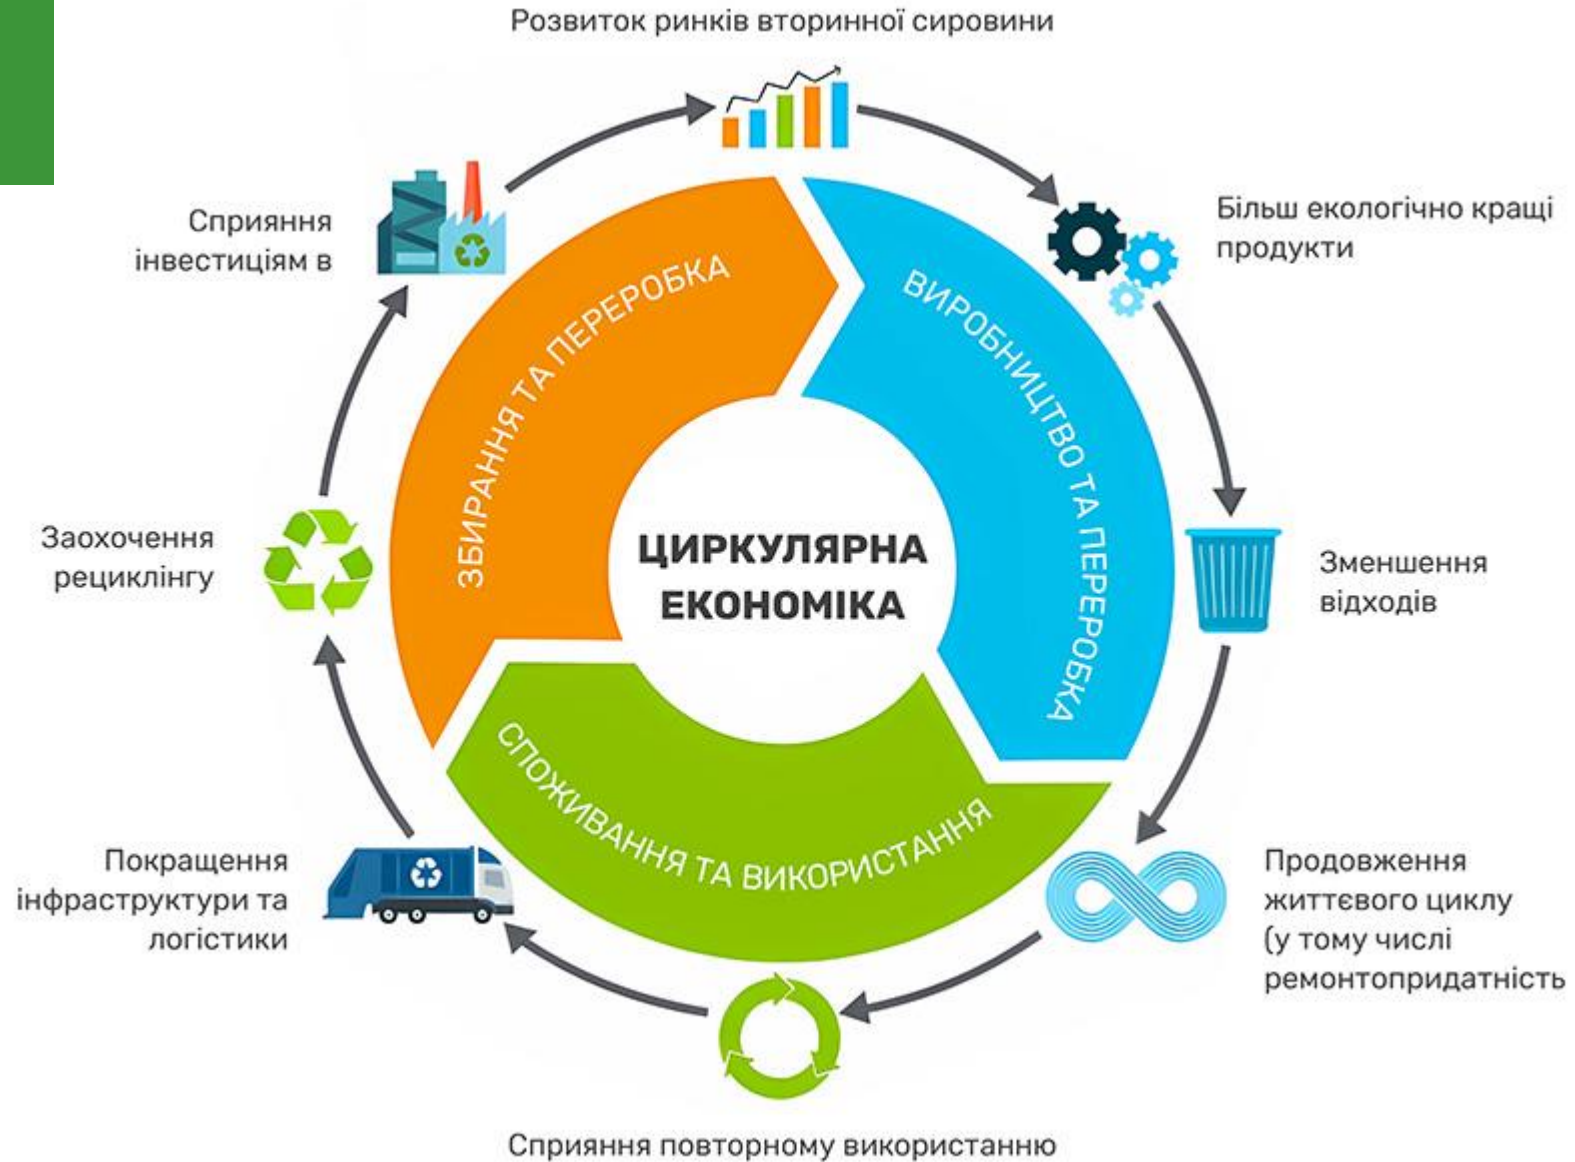 Розвиток ринків вторинної сировини
Більш екологічно кращі
продукти
Зменшення
відходів
Продовження
життєвого циклу
(у тому числі
ремонтопридатність
Сприяння повторному використанню
Покращення
інфраструктури та
логістики
Заохочення
рециклінгу
Сприяння
інвестиціям в
ЗБИРАННЯ ТА ПЕРЕРОБКА
ВИРОБНИЦТВО ТА ПЕРЕРОБКА
СПОЖИВАННЯ ТА ВИКОРИСТАННЯ
ЦИРКУЛЯРНА
ЕКОНОМІКА